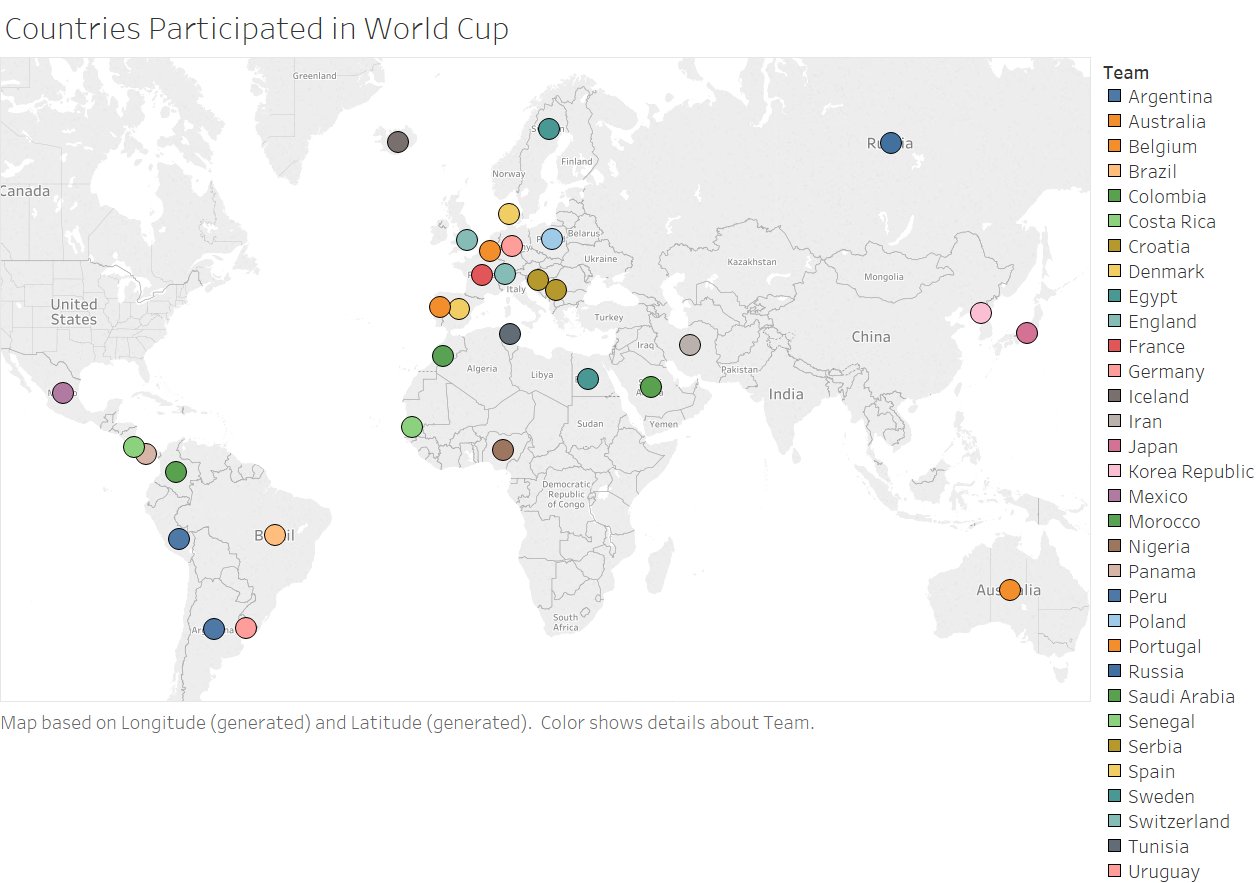 Countries Participated in World Cup
Greenland
Canada
United
States
Norway
Finland
Belarus
Ukraine
Italy
Turkey
Kazakhstan
Mongolia
China
Iraq
Pakistan
India
Algeria
Libya
Sudan
Yemen
Democratic
Republic
of Congo
South
Africa
Team
Argentina
Australia
Belgium
Brazil
Colombia
Costa Rica
Croatia
Denmark
Egypt
England
France
Germany
Iceland
Iran
Japan
Korea Republic
Mexico
Morocco
Nigeria
Panama
Peru
Poland
Portugal
Russia
Saudi Arabia
Senegal
Serbia
Spain
Sweden
Switzerland
Tunisia
Uruguay
Map based on Longitude (generated) and Latitude (generated).  Color shows details about Team.